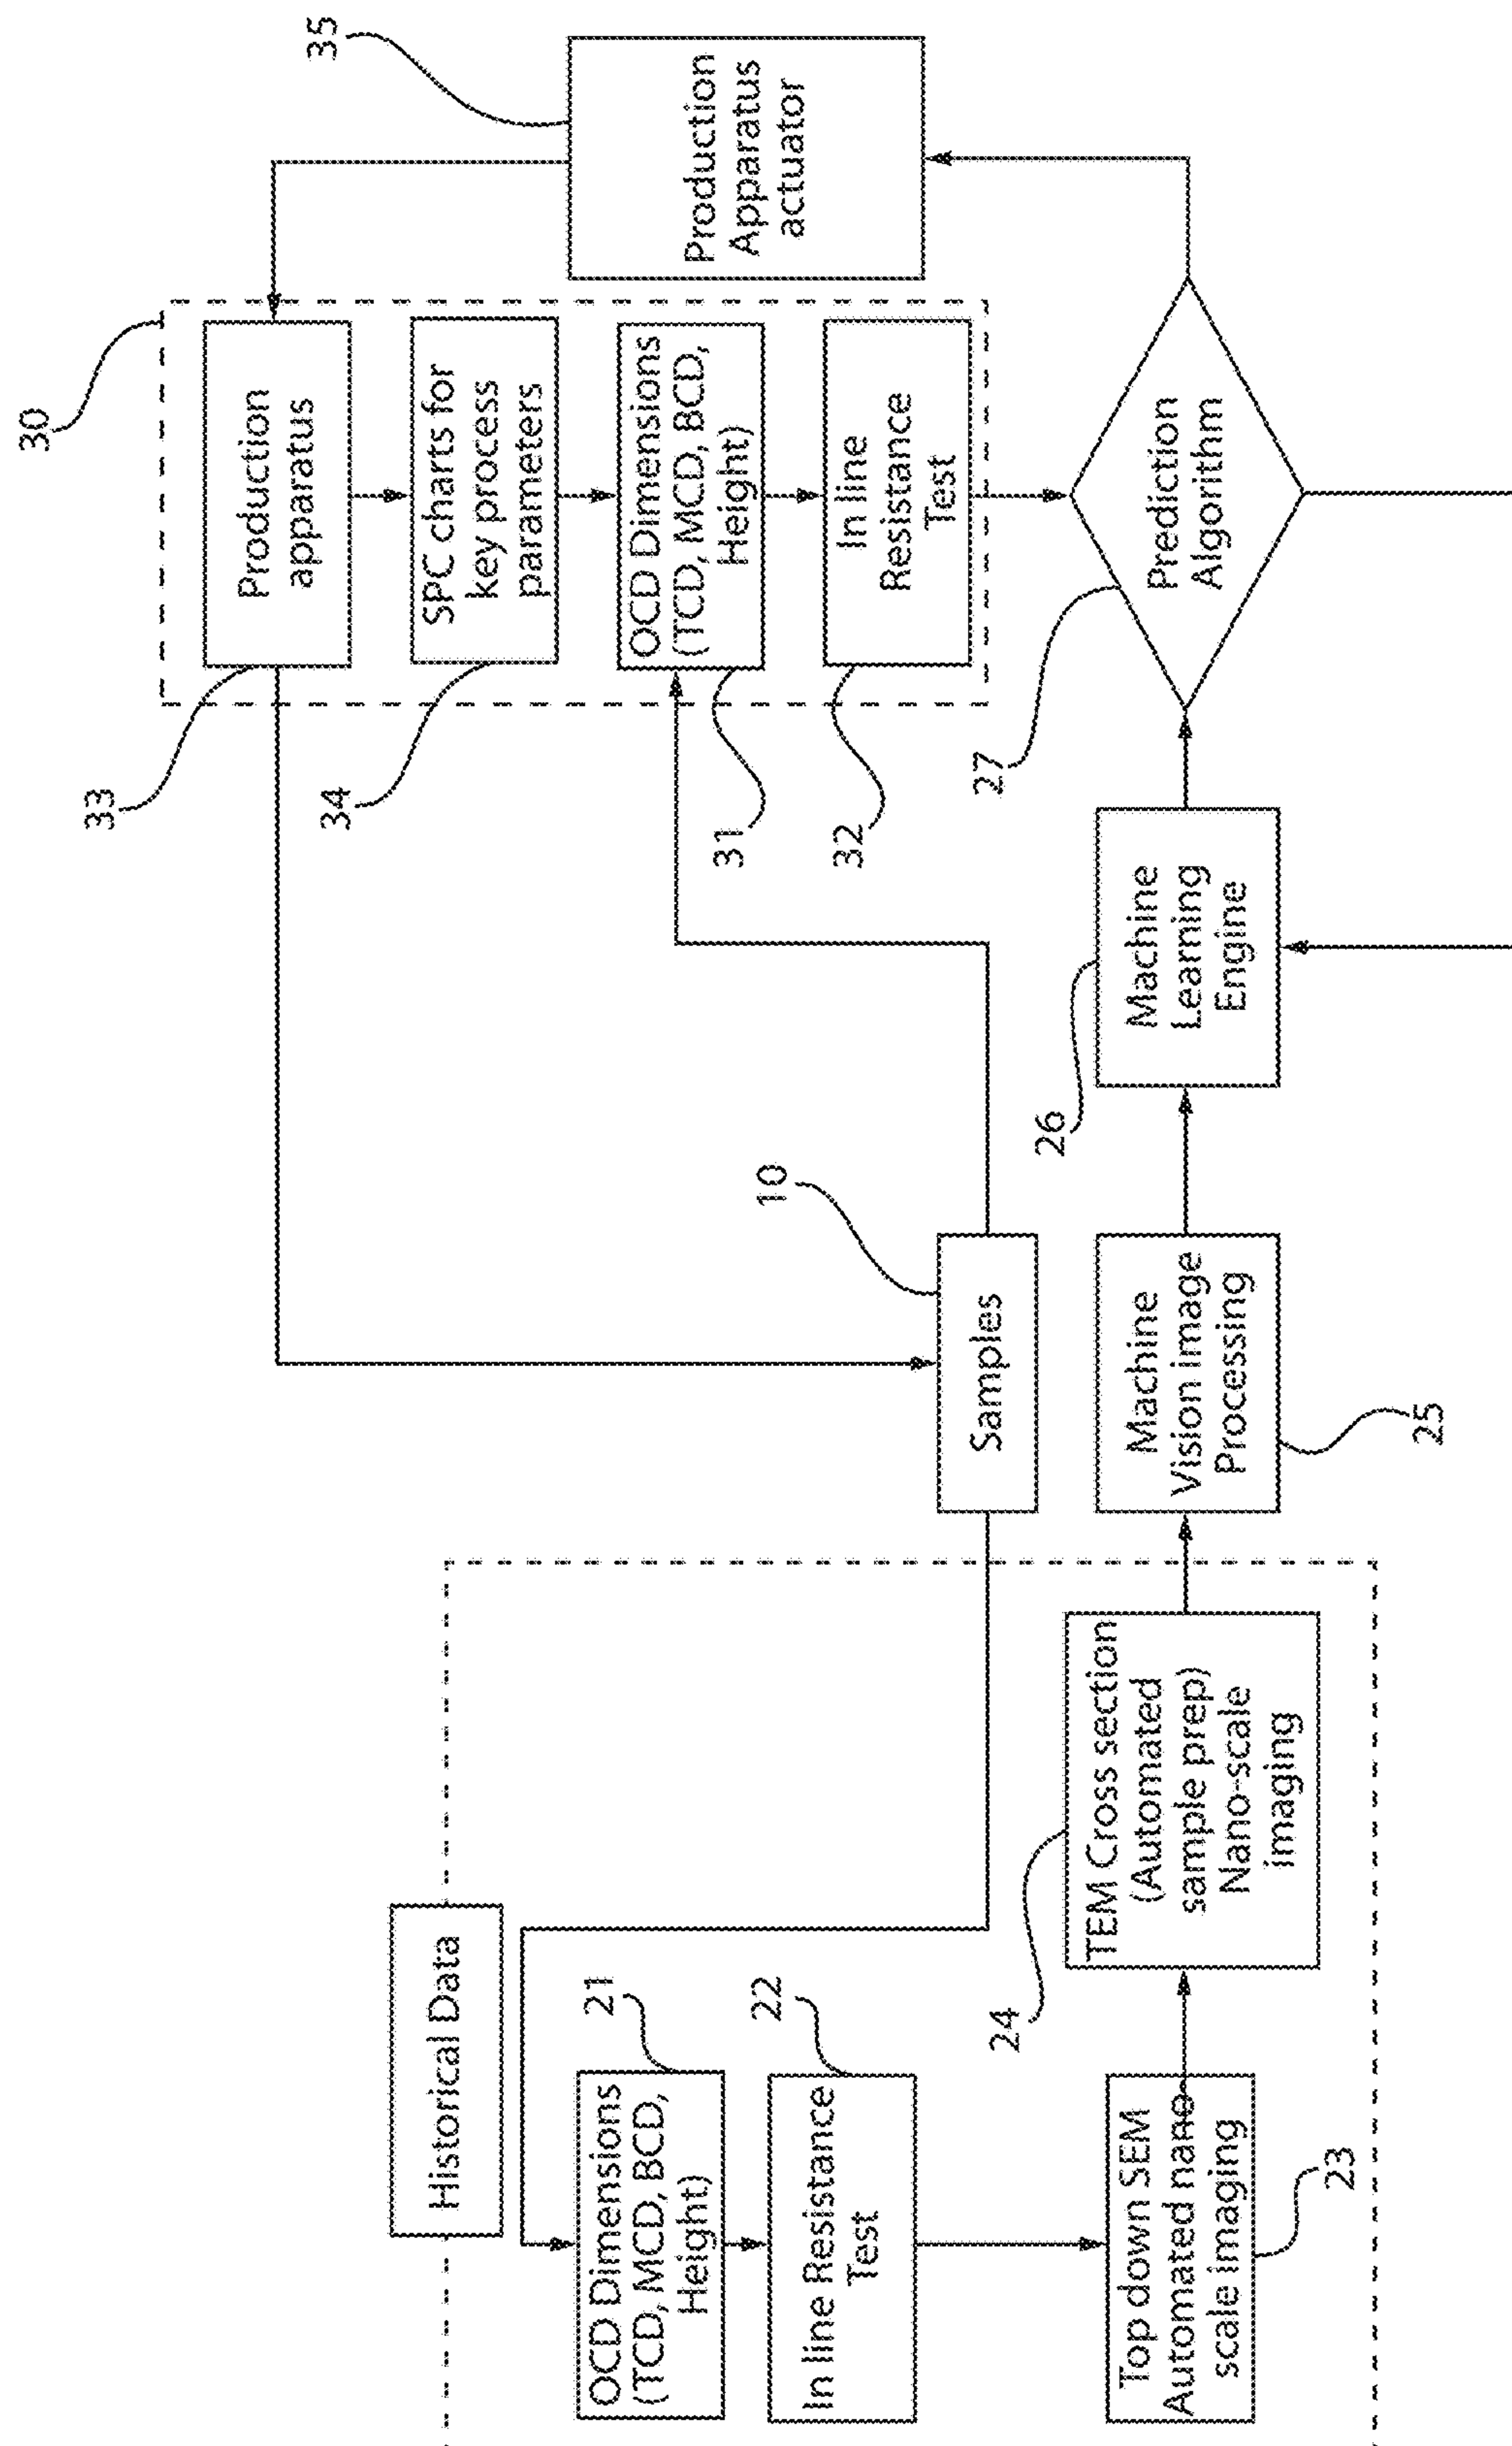 Historical Data
OCD Dimensions
(TCD, MCD, BCD,
Height)
21
In line Resistance
Test
22
Top down SEM
Automated nano
scale imaging
23
TEM Cross section
(Automated
sample prep)
Nano-scale
imaging
24
Samples
10
Machine
Vision Image
Processing
25
Machine
Learning
Engine
26
Prediction
Algorithm
27
30
Production
apparatus
33
SPC charts for
key process
parameters
34
OCD Dimensions
(TCD, MCD, BCD,
Height)
31
In line
Resistance
Test
32
Production
Apparatus
actuator
35